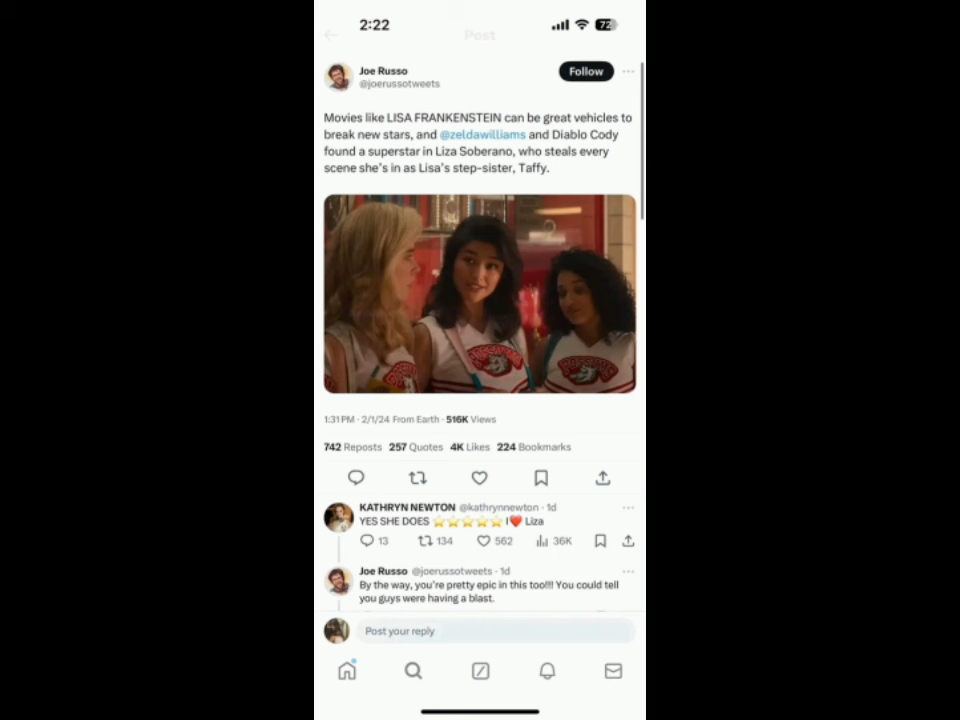 2:22
72
Post
Joe Russo
@joerussotweets
Follow
Movies like LISA FRANKENSTEIN can be great vehicles to
break new stars, and @zeldawilliams and Diablo Cody
found a superstar in Liza Soberano, who steals every
scene she's in as Lisa's step-sister, Taffy.
1:31 PM · 2/1/24 From Earth · 516K Views
742 Reposts 257 Quotes 4K Likes 224 Bookmarks
KATHRYN NEWTON @kathrynnewton · 1d
YES SHE DOES ⭐⭐⭐⭐⭐ I❤️ Liza
13 134 562 36K
Joe Russo @joerussotweets · 1d
By the way, you're pretty epic in this too!!! You could tell
you guys were having a blast.
Post your reply